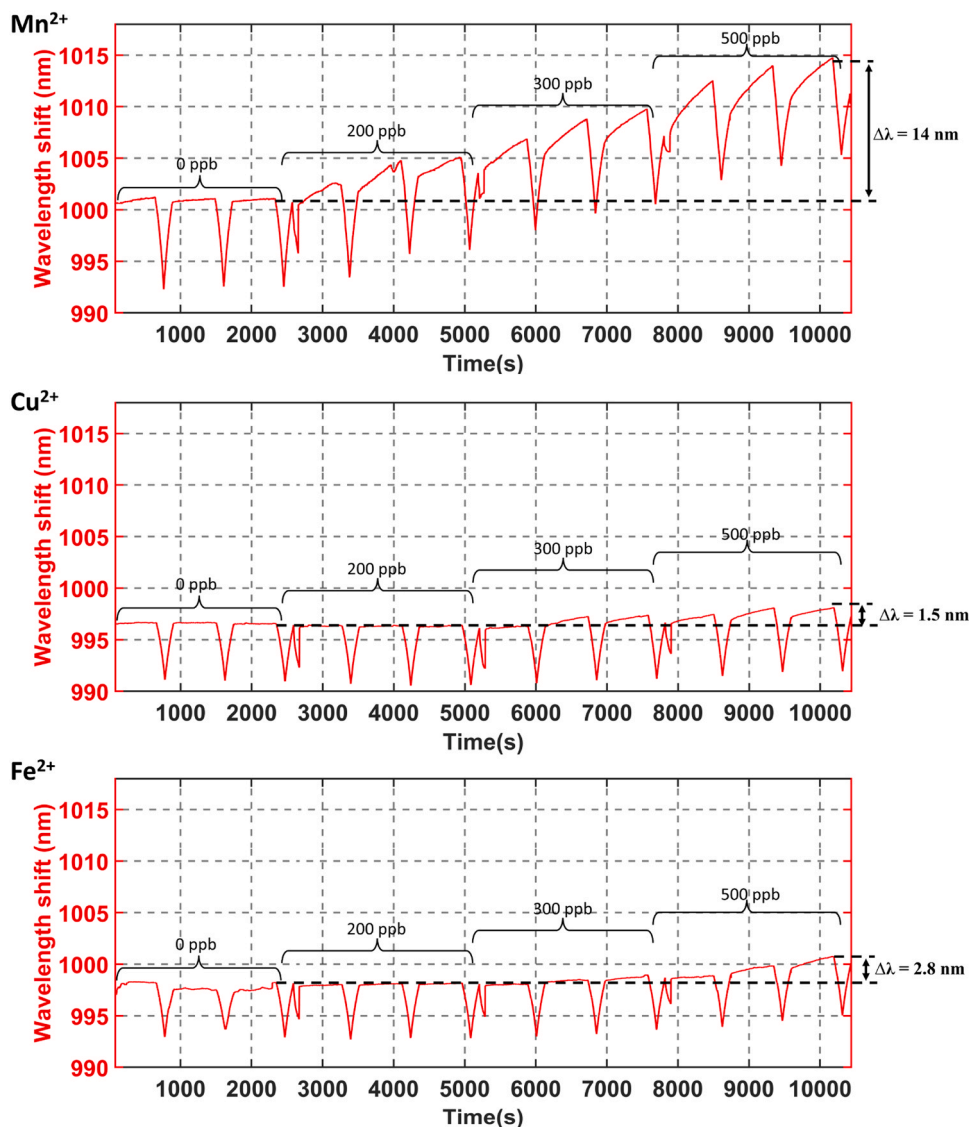 Mn2+
Wavelength shift (nm)
1015
1010
1005
1000
995
990
0 ppb
200 ppb
300 ppb
500 ppb
Δλ = 14 nm
1000 2000 3000 4000 5000 6000 7000 8000 9000 10000
Time(s)
Cu2+
Wavelength shift (nm)
1015
1010
1005
1000
995
990
0 ppb
200 ppb
300 ppb
500 ppb
Δλ = 1.5 nm
1000 2000 3000 4000 5000 6000 7000 8000 9000 10000
Time(s)
Fe2+
Wavelength shift (nm)
1015
1010
1005
1000
995
990
0 ppb
200 ppb
300 ppb
500 ppb
Δλ = 2.8 nm
1000 2000 3000 4000 5000 6000 7000 8000 9000 10000
Time(s)